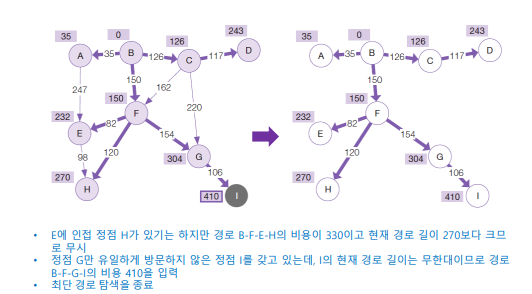 35 0 126 243
A 35 B 126 C 117 D
247 150 162 220
232 150
E 82 F 154
98 120 304 G
270 H 106
410 I
35 0 126 243
A 35 B 126 C 117 D
150
232 150
E 82 F 154
120 304 G
270 H 106
410 I
• E에 인접 정점 H가 있기는 하지만 경로 B-F-E-H의 비용이 330이고 현재 경로 길이 270보다 크므
로 무시
• 정점 G만 유일하게 방문하지 않은 정점 I를 갖고 있는데, I의 현재 경로 길이는 무한대이므로 경로
B-F-G-I의 비용 410을 입력
• 최단 경로 탐색을 종료